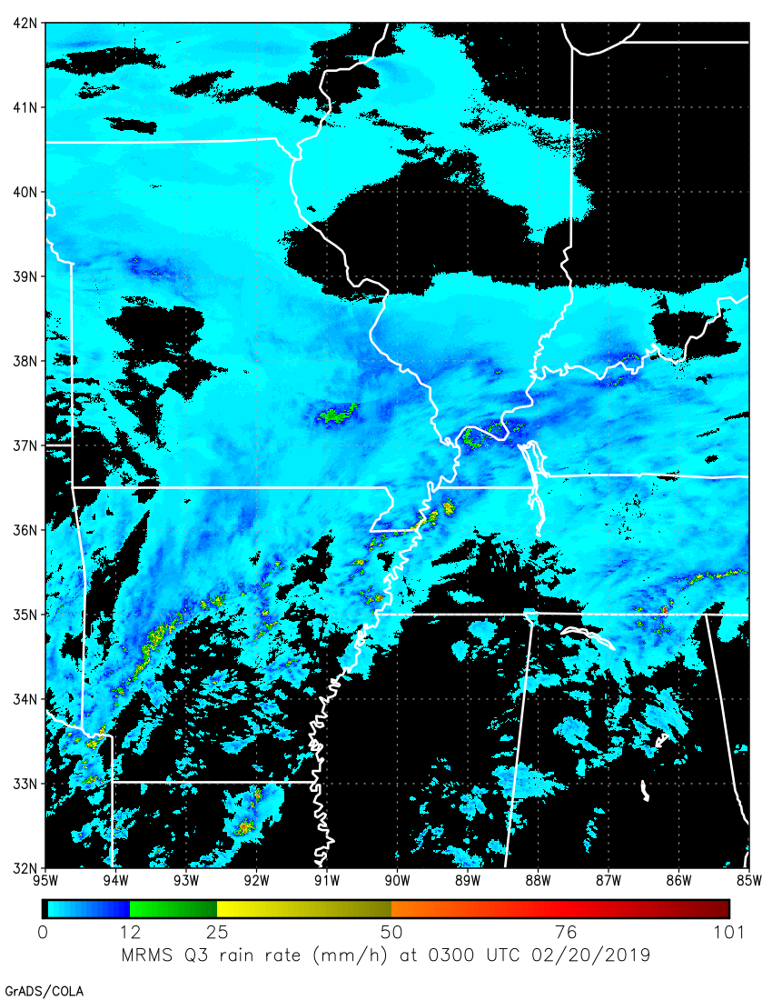 42N
41N
40N
39N
38N
37N
36N
35N
34N
33N
32N
95W 94W 93W 92W 91W 90W 89W 88W 87W 86W 85W
0 12 25 50 76 101
MRMS Q3 rain rate (mm/h) at 0300 UTC 02/20/2019
GrADS/COLA